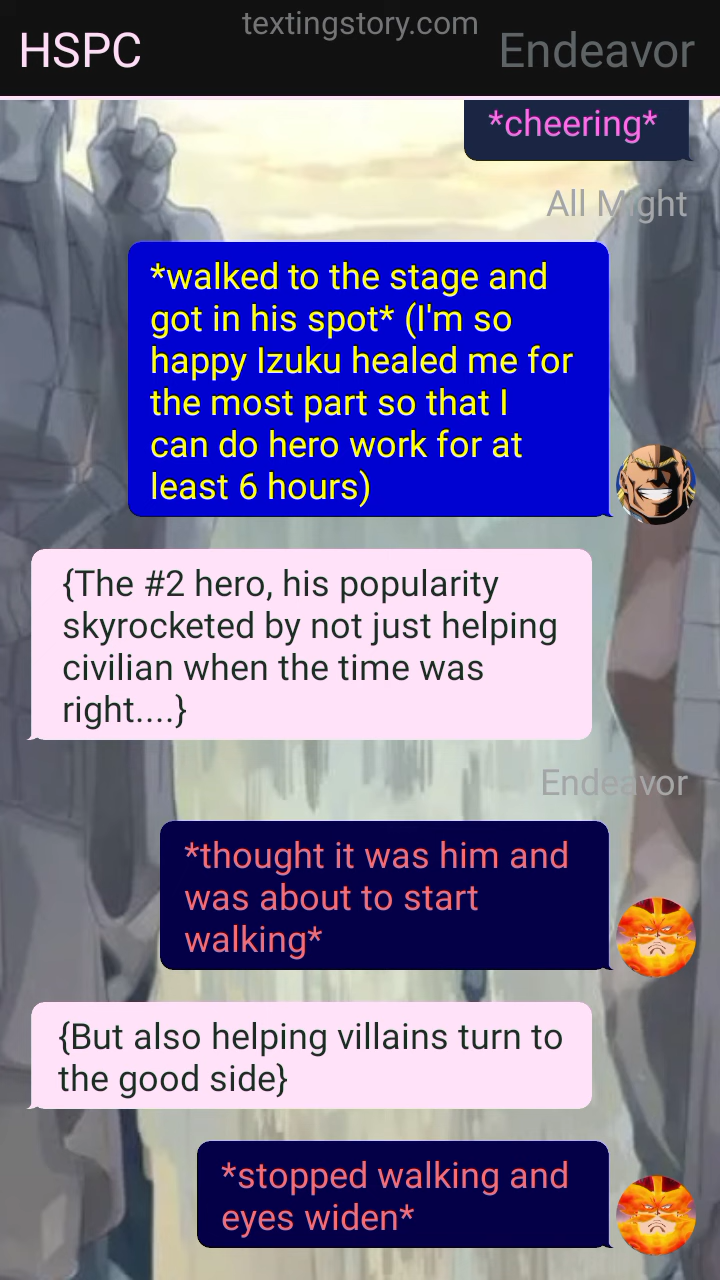 textingstory.com
HSPC
Endeavor
*cheering*
All Might
*walked to the stage and
got in his spot* (I'm so
happy Izuku healed me for
the most part so that I
can do hero work for at
least 6 hours)
{The #2 hero, his popularity
skyrocketed by not just helping
civilian when the time was
right....}
Endeavor
*thought it was him and
was about to start
walking*
{But also helping villains turn to
the good side}
*stopped walking and
eyes widen*